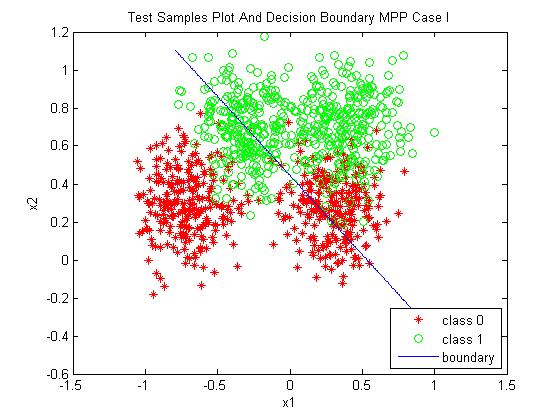 Test Samples Plot And Decision Boundary MPP Case I
1.2
1
0.8
0.6
0.4
0.2
0
-0.2
-0.4
-0.6
x2
-1.5 -1 -0.5 0 0.5 1 1.5
x1
class 0
class 1
boundary